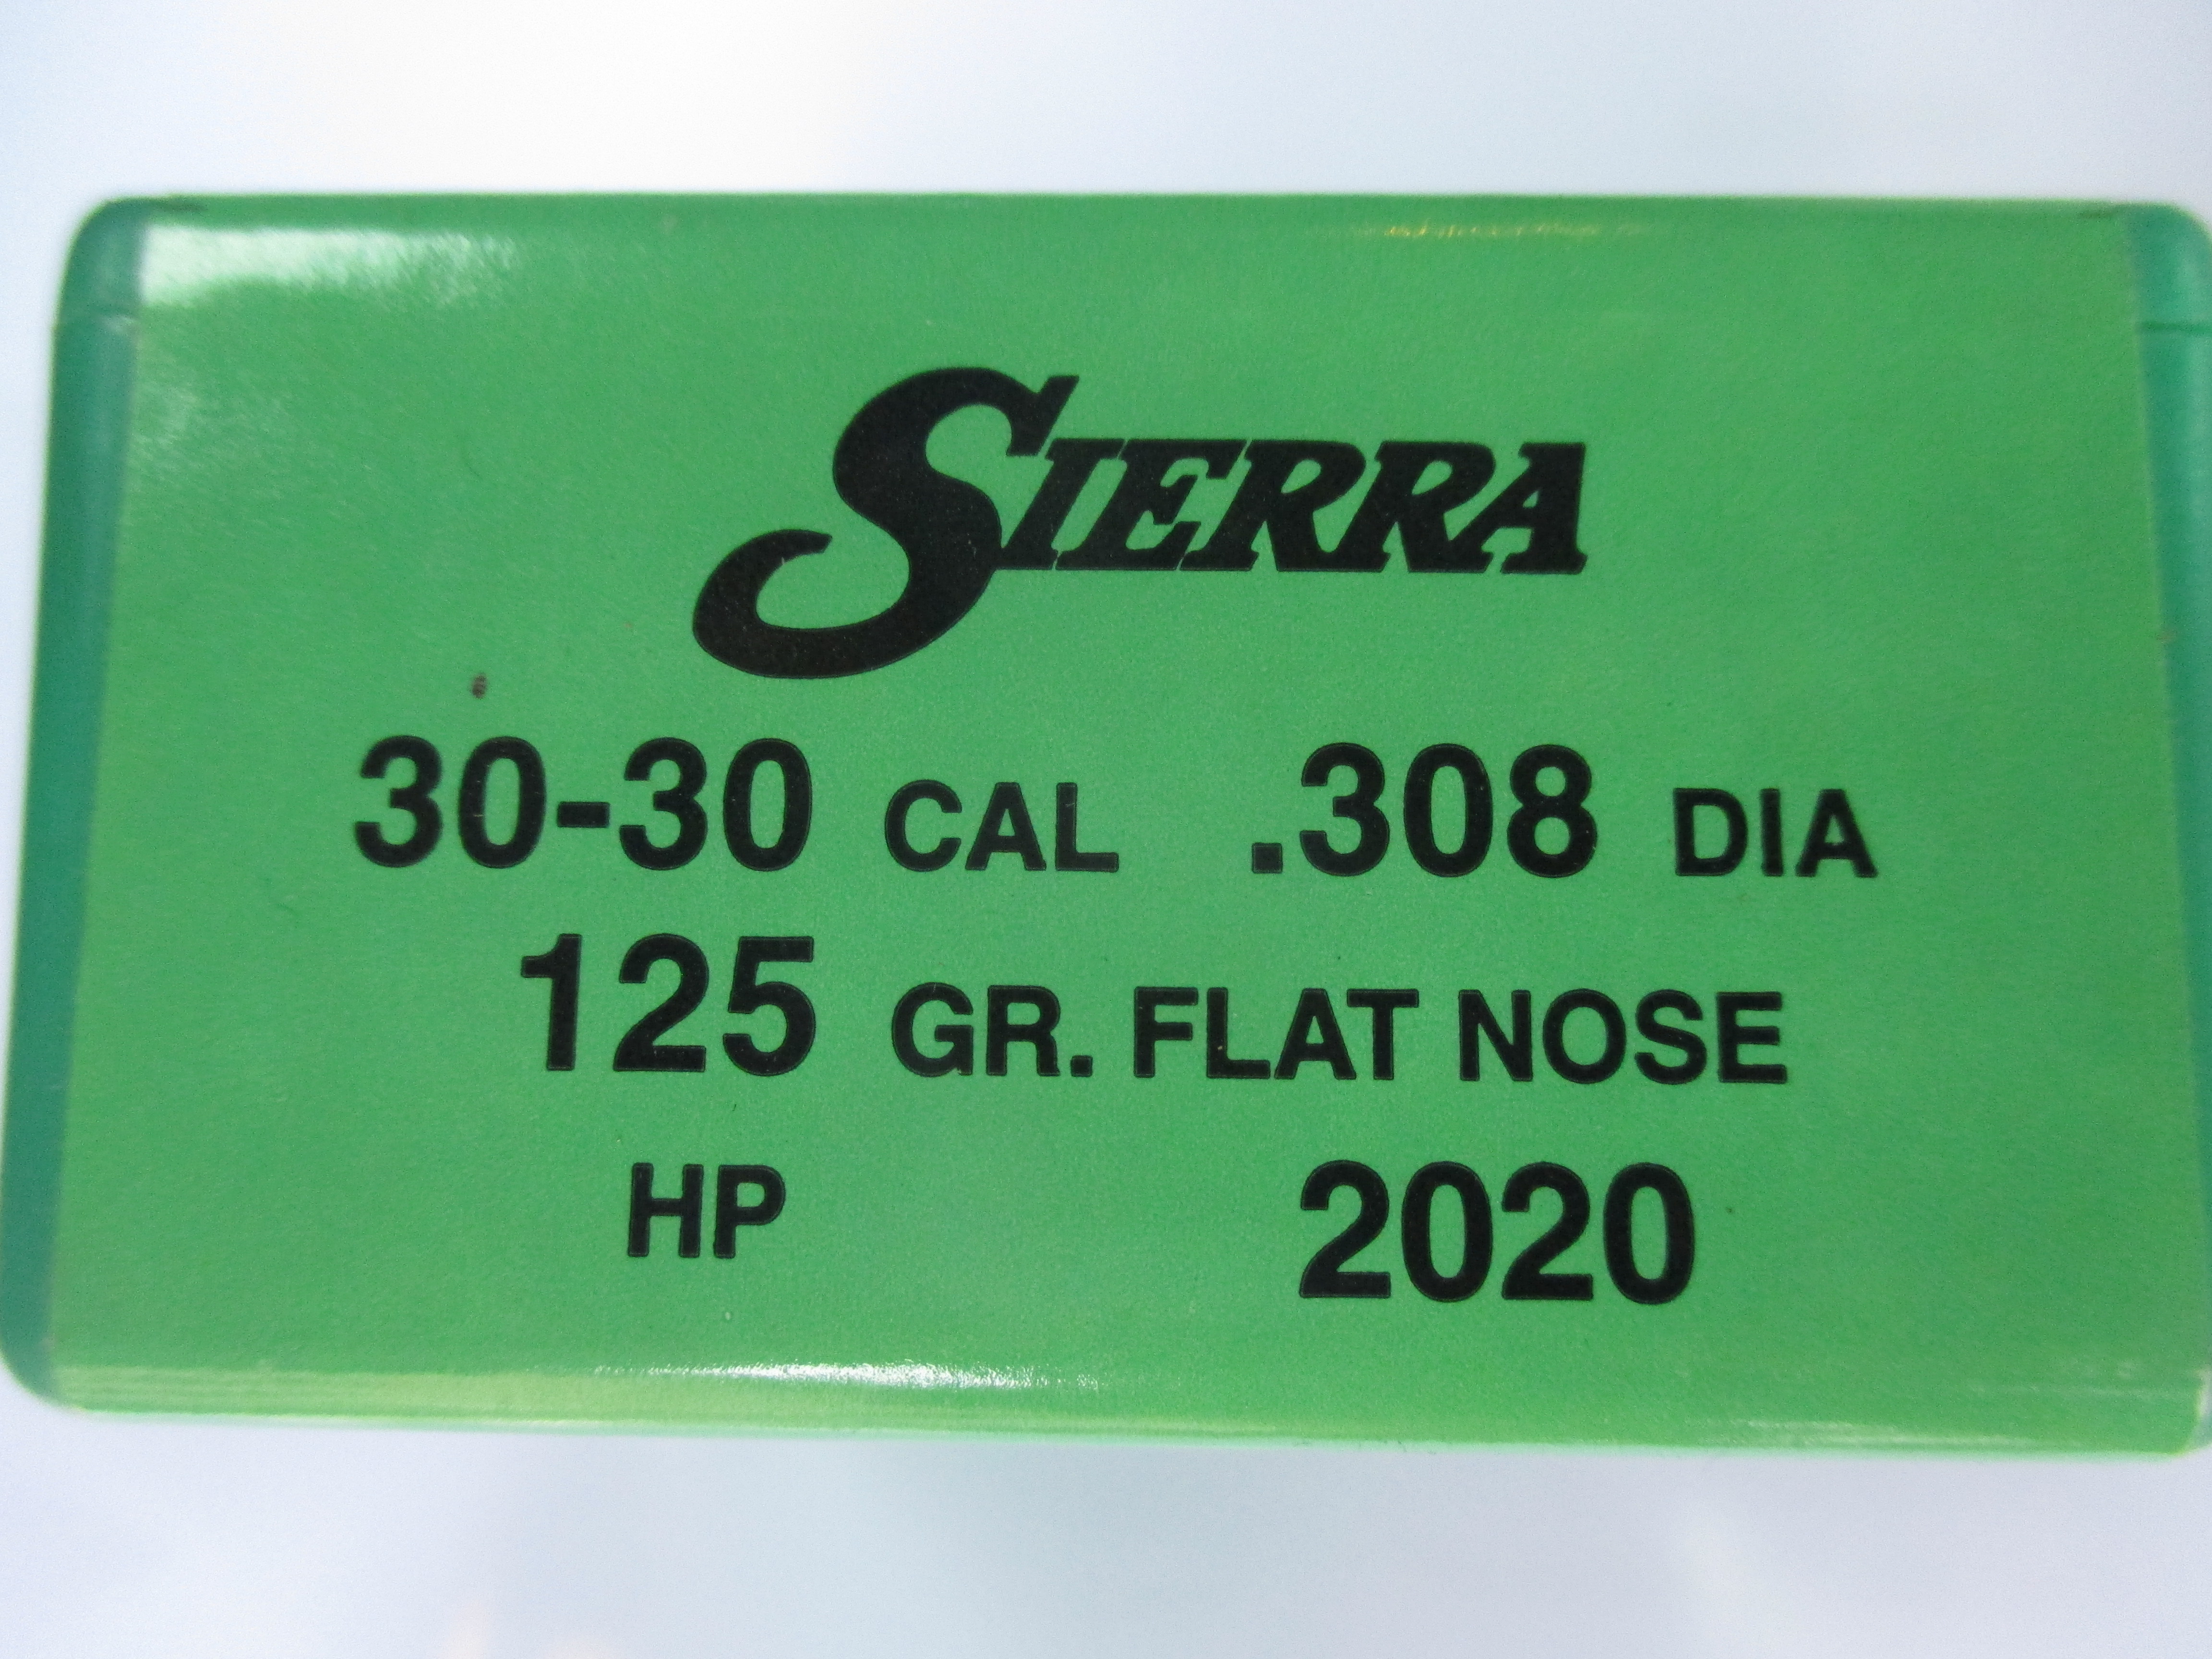 SIERRA
30-30 CAL .308 DIA
125 GR. FLAT NOSE
HP 2020